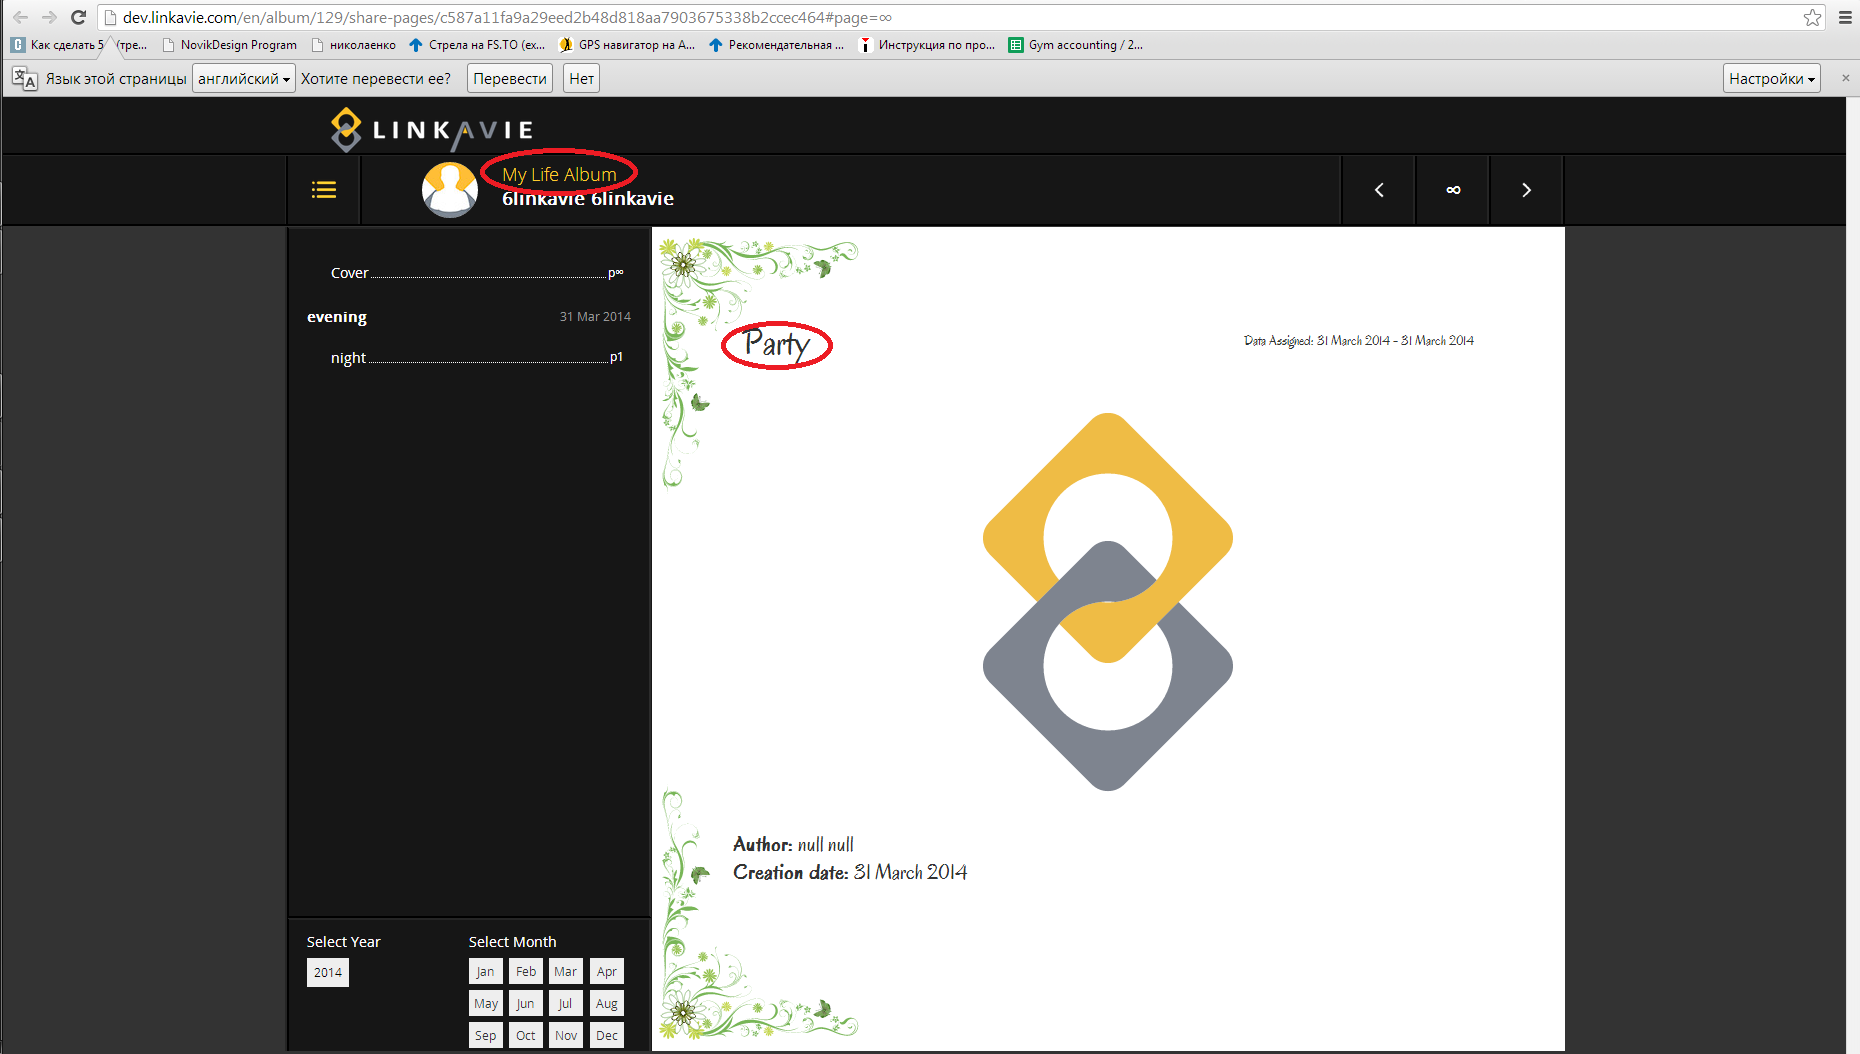 dev.linkavie.com/en/album/129/share-pages/c587a11fa9a29eed2b48d818aa7903675338b2ccec464#page=∞
Как сделать 5 (тре... NovikDesign Program николаенко Стрела на FS.TO (ex... GPS навигатор на А... Рекомендательная ... Инструкция по про... Gym accounting / 2...
Язык этой страницы английский Хотите перевести ее? Перевести Нет Настройки
LINKAVIE
My Life Album
6linkavie 6linkavie
∞
Cover p∞
evening 31 Mar 2014
night p1
Party
Data Assigned: 31 March 2014 - 31 March 2014
Author: null null
Creation date: 31 March 2014
Select Year
2014
Select Month
Jan Feb Mar Apr
May Jun Jul Aug
Sep Oct Nov Dec